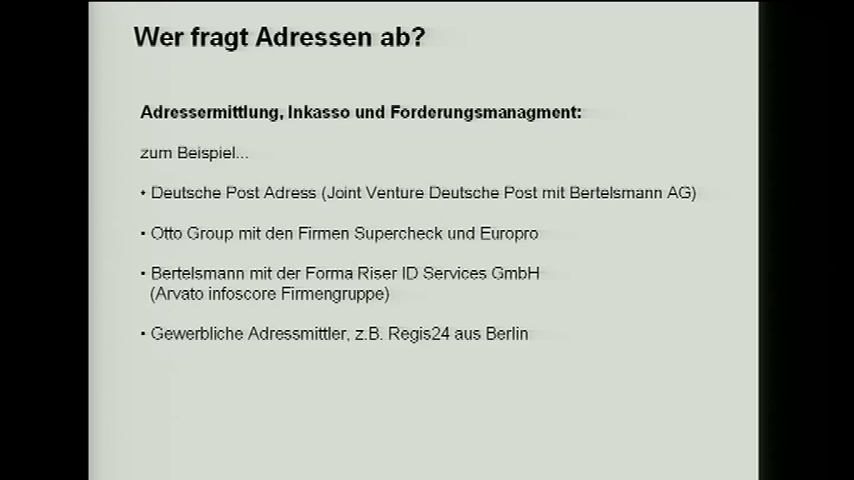 Wer fragt Adressen ab?
Adressermittlung, Inkasso und Forderungsmanagment:
zum Beispiel...
• Deutsche Post Adress (Joint Venture Deutsche Post mit Bertelsmann AG)
• Otto Group mit den Firmen Supercheck und Europro
• Bertelsmann mit der Forma Riser ID Services GmbH
(Arvato infoscore Firmengruppe)
• Gewerbliche Adressmittler, z.B. Regis24 aus Berlin